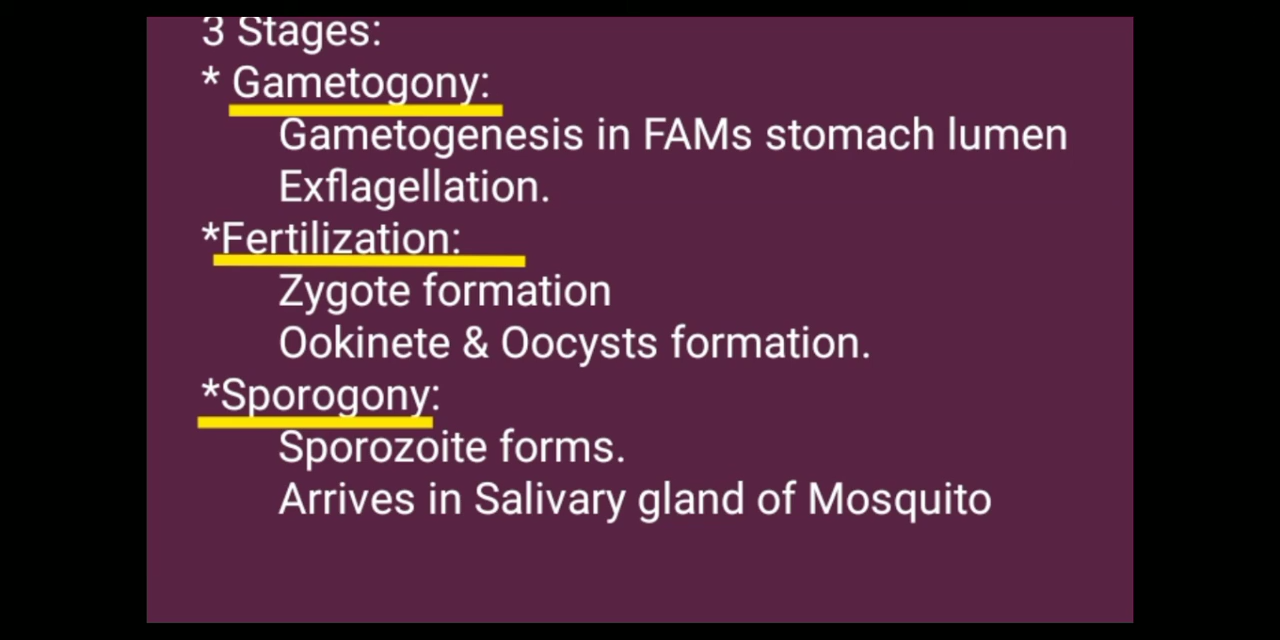 3 Stages:
* Gametogony:
Gametogenesis in FAMs stomach lumen
Exflagellation.
*Fertilization:
Zygote formation
Ookinete & Oocysts formation.
*Sporogony:
Sporozoite forms.
Arrives in Salivary gland of Mosquito